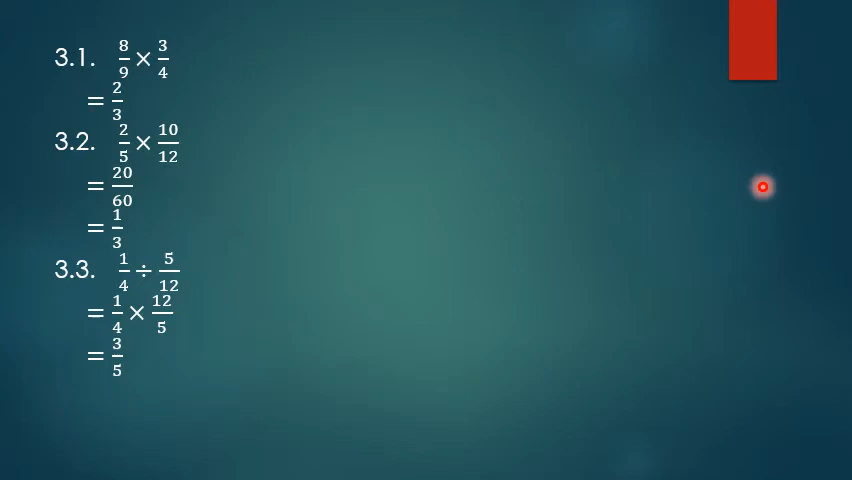 3.1. 8/9 × 3/4
= 2/3
3.2. 2/5 × 10/12
= 20/60
= 1/3
3.3. 1/4 ÷ 5/12
= 1/4 × 12/5
= 3/5